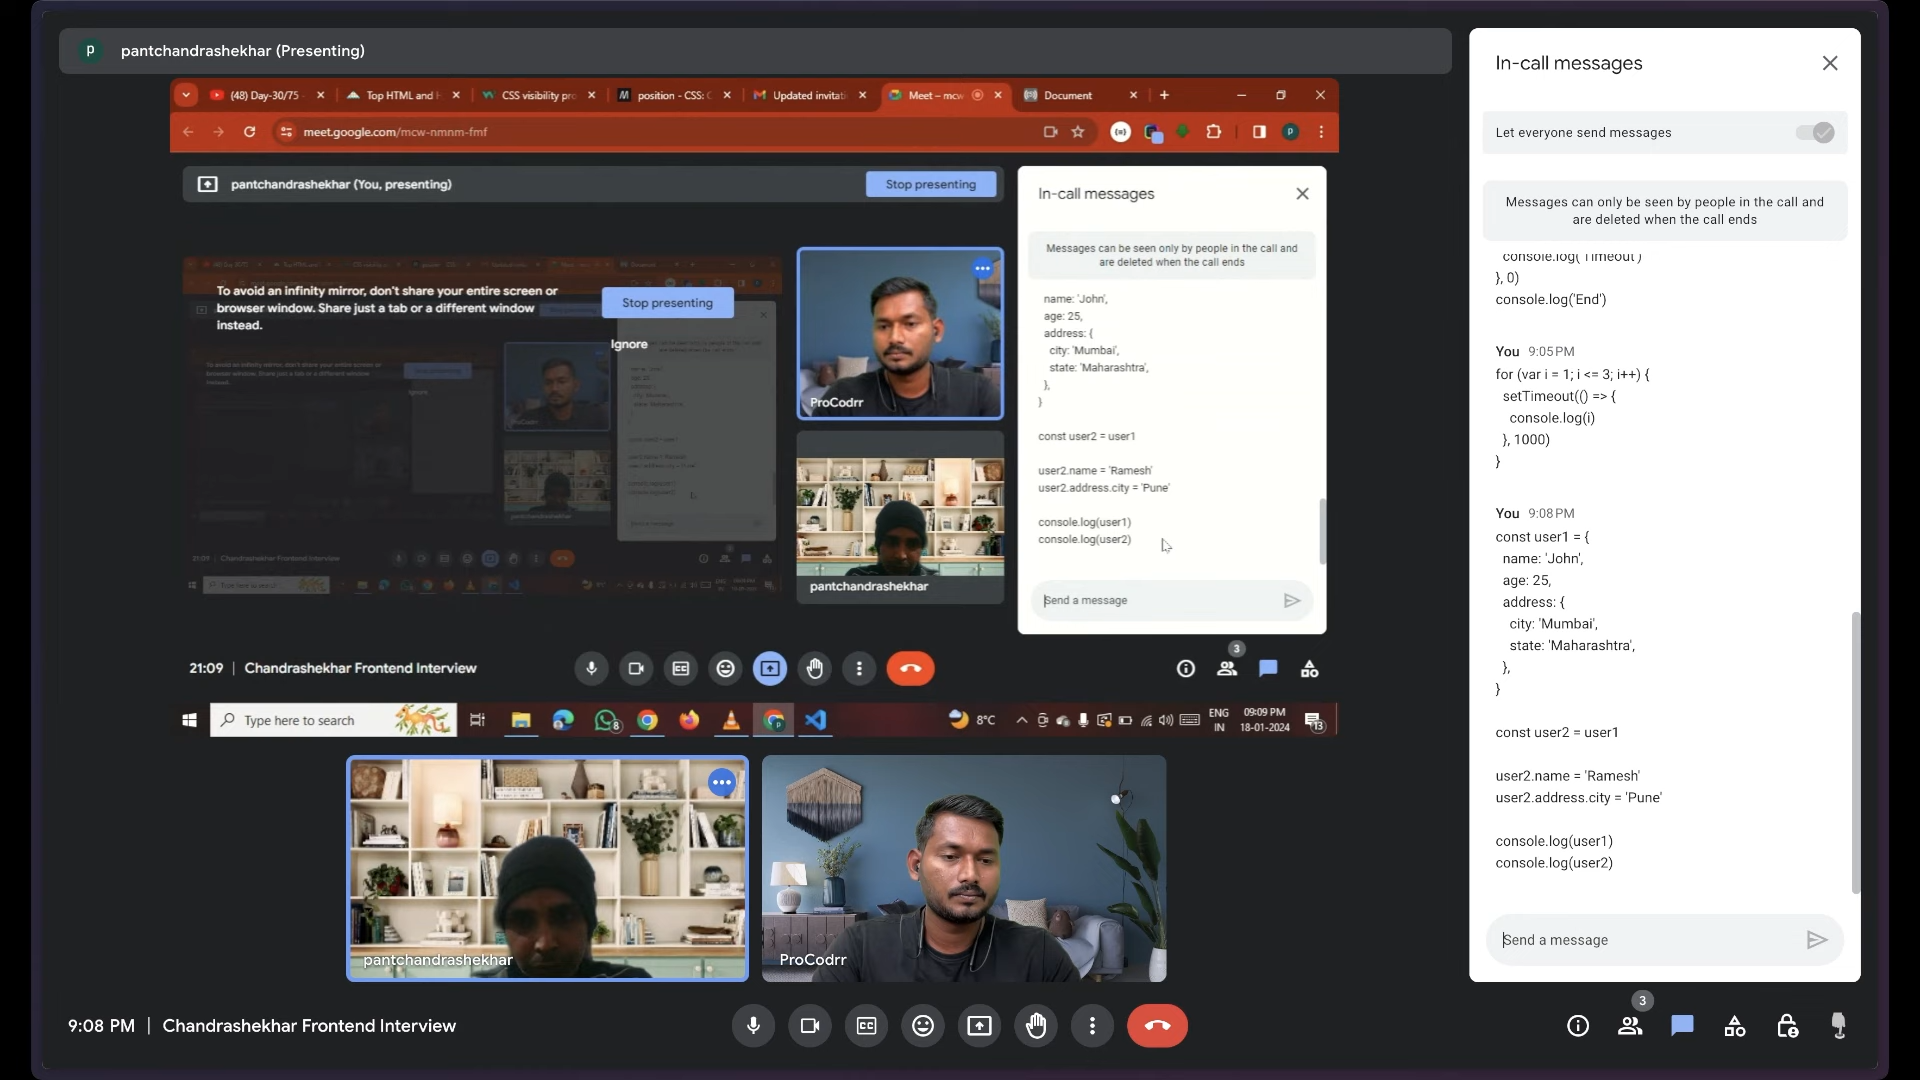 p pantchandrashekhar (Presenting)
(48) Day-30/75
Top HTML and
CSS visibility pr
position - CSS:
Updated invitati
Meet – mcw
Document
meet.google.com/mcw-nmnm-fmf
pantchandrashekhar (You, presenting)
Stop presenting
To avoid an infinity mirror, don't share your entire screen or
browser window. Share just a tab or a different window
instead.
Stop presenting
Ignore
ProCodrr
pantchandrashekhar
In-call messages
Messages can be seen only by people in the call and
are deleted when the call ends
name: 'John',
age: 25,
address: {
city: 'Mumbai',
state: 'Maharashtra',
},
}
const user2 = user1
user2.name = 'Ramesh'
user2.address.city = 'Pune'
console.log(user1)
console.log(user2)
Send a message
21:09 | Chandrashekhar Frontend Interview
3
Type here to search
8
8°C
ENG
IN
09:09 PM
18-01-2024
13
pantchandrashekhar
ProCodrr
9:08 PM | Chandrashekhar Frontend Interview
In-call messages
Let everyone send messages
Messages can only be seen by people in the call and
are deleted when the call ends
console.log('Timeout')
}, 0)
console.log('End')
You 9:05 PM
for (var i = 1; i <= 3; i++) {
setTimeout(() => {
console.log(i)
}, 1000)
}
You 9:08 PM
const user1 = {
name: 'John',
age: 25,
address: {
city: 'Mumbai',
state: 'Maharashtra',
},
}
const user2 = user1
user2.name = 'Ramesh'
user2.address.city = 'Pune'
console.log(user1)
console.log(user2)
Send a message
3